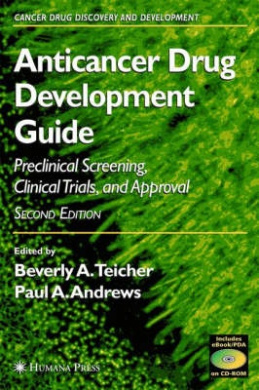 CANCER DRUG DISCOVERY AND DEVELOPMENT
Anticancer Drug
Development
Guide
Preclinical Screening,
Clinical Trials, and Approval
SECOND EDITION
Edited by
Beverly A. Teicher
Paul A. Andrews
Includes
eBook/PDA
on CD-ROM
HUMANA PRESS